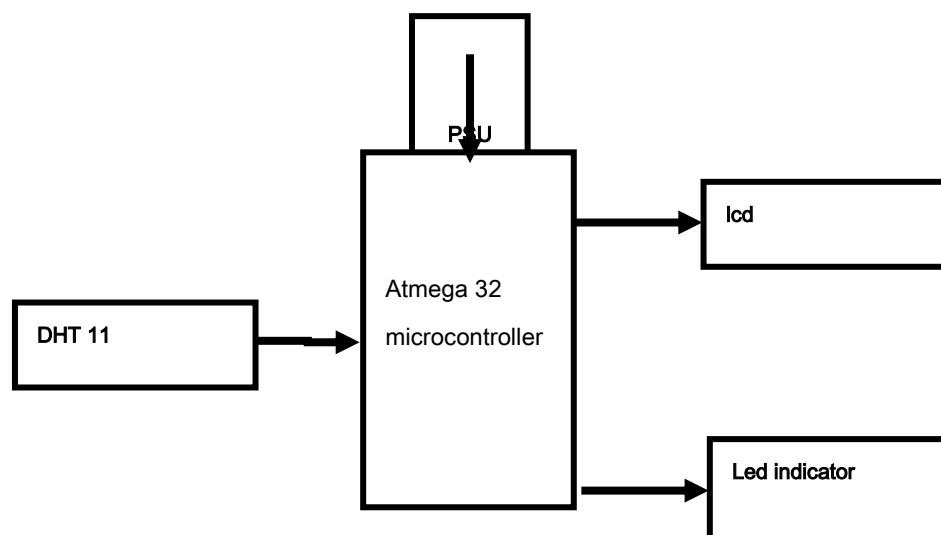 PSU
lcd
Atmega 32
microcontroller
DHT 11
Led indicator